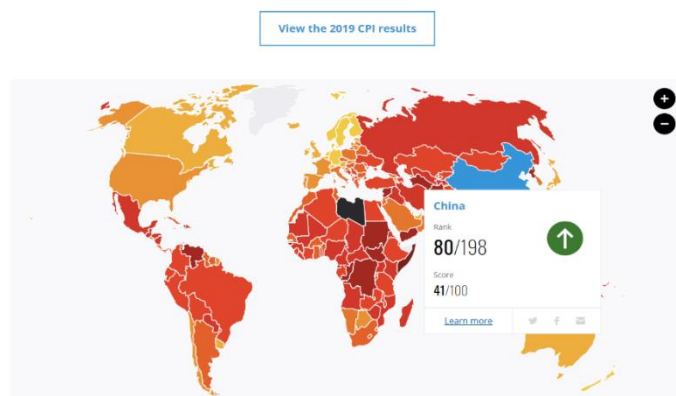 View the 2019 CPI results
+
−
China
Rank
80/198
Score
41/100
Learn more